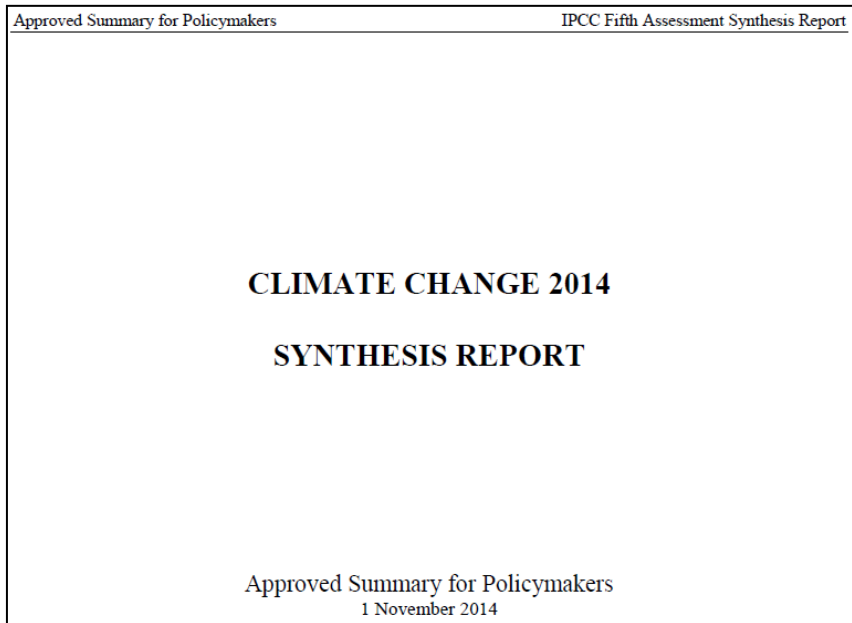 Approved Summary for Policymakers IPCC Fifth Assessment Synthesis Report
CLIMATE CHANGE 2014
SYNTHESIS REPORT
Approved Summary for Policymakers
1 November 2014